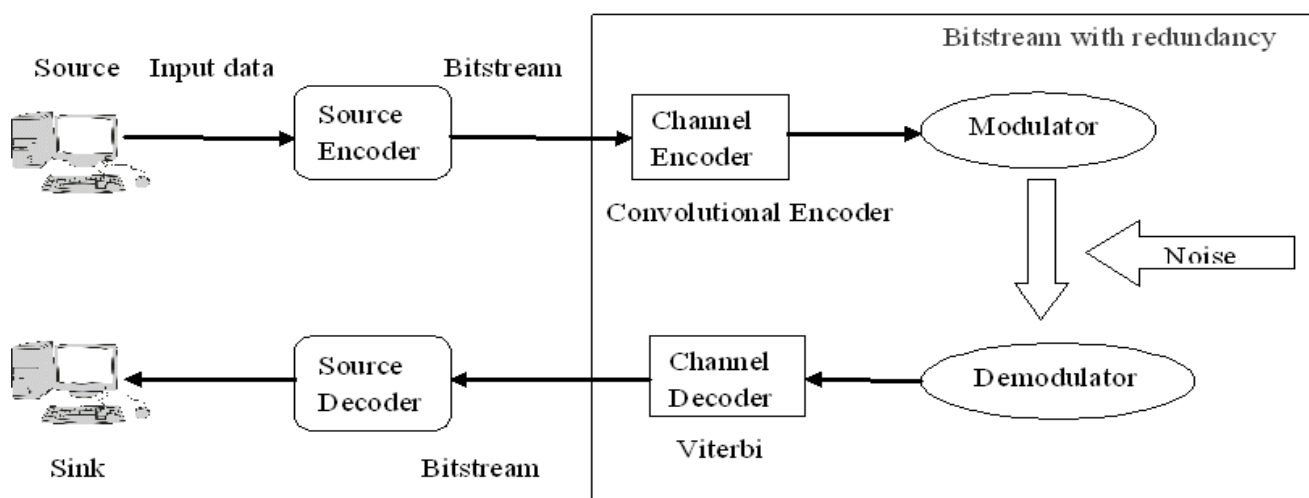 Bitstream with redundancy
Source
Input data
Bitstream
Source
Encoder
Channel
Encoder
Modulator
Convolutional Encoder
Noise
Source
Decoder
Channel
Decoder
Demodulator
Sink
Bitstream
Viterbi